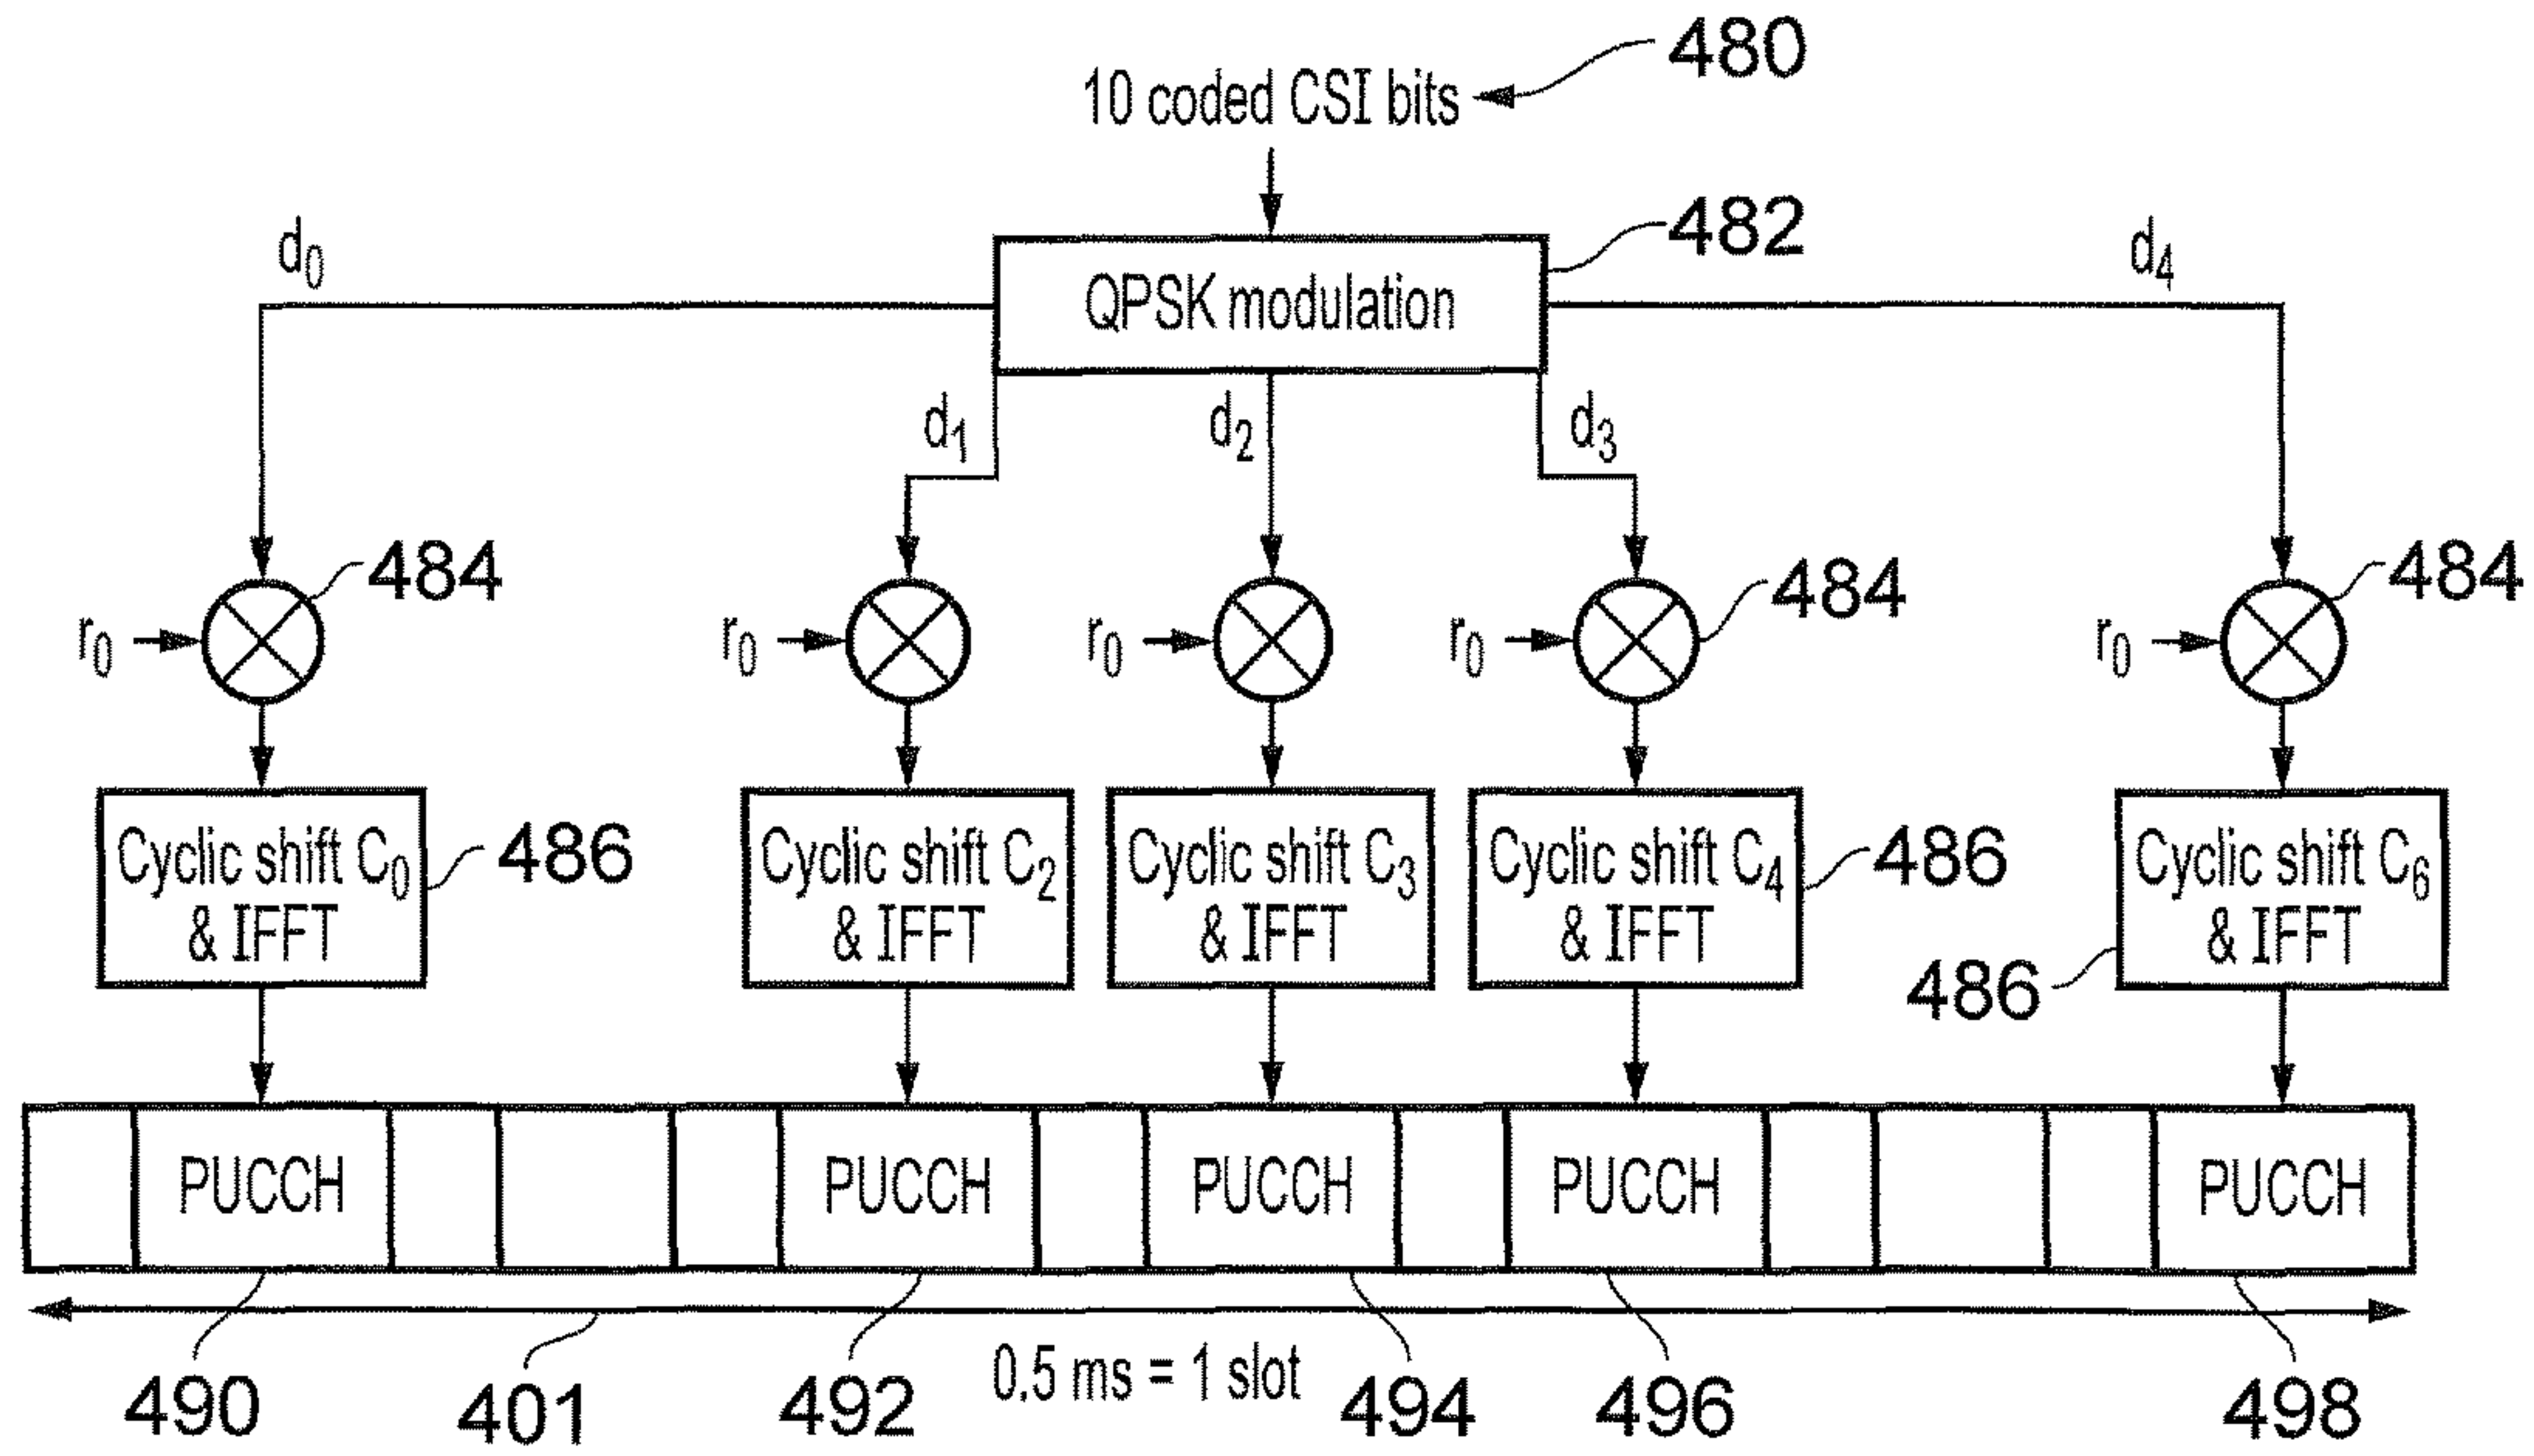 480
10 coded CSI bits
482
d0
d4
QPSK modulation
d1
d2
d3
484
484
484
r0
r0
r0
r0
r0
Cyclic shift C0
& IFFT
486
Cyclic shift C2
& IFFT
Cyclic shift C3
& IFFT
Cyclic shift C4
& IFFT
486
Cyclic shift C6
& IFFT
486
PUCCH
PUCCH
PUCCH
PUCCH
PUCCH
490
401
492
0.5 ms = 1 slot
494
496
498